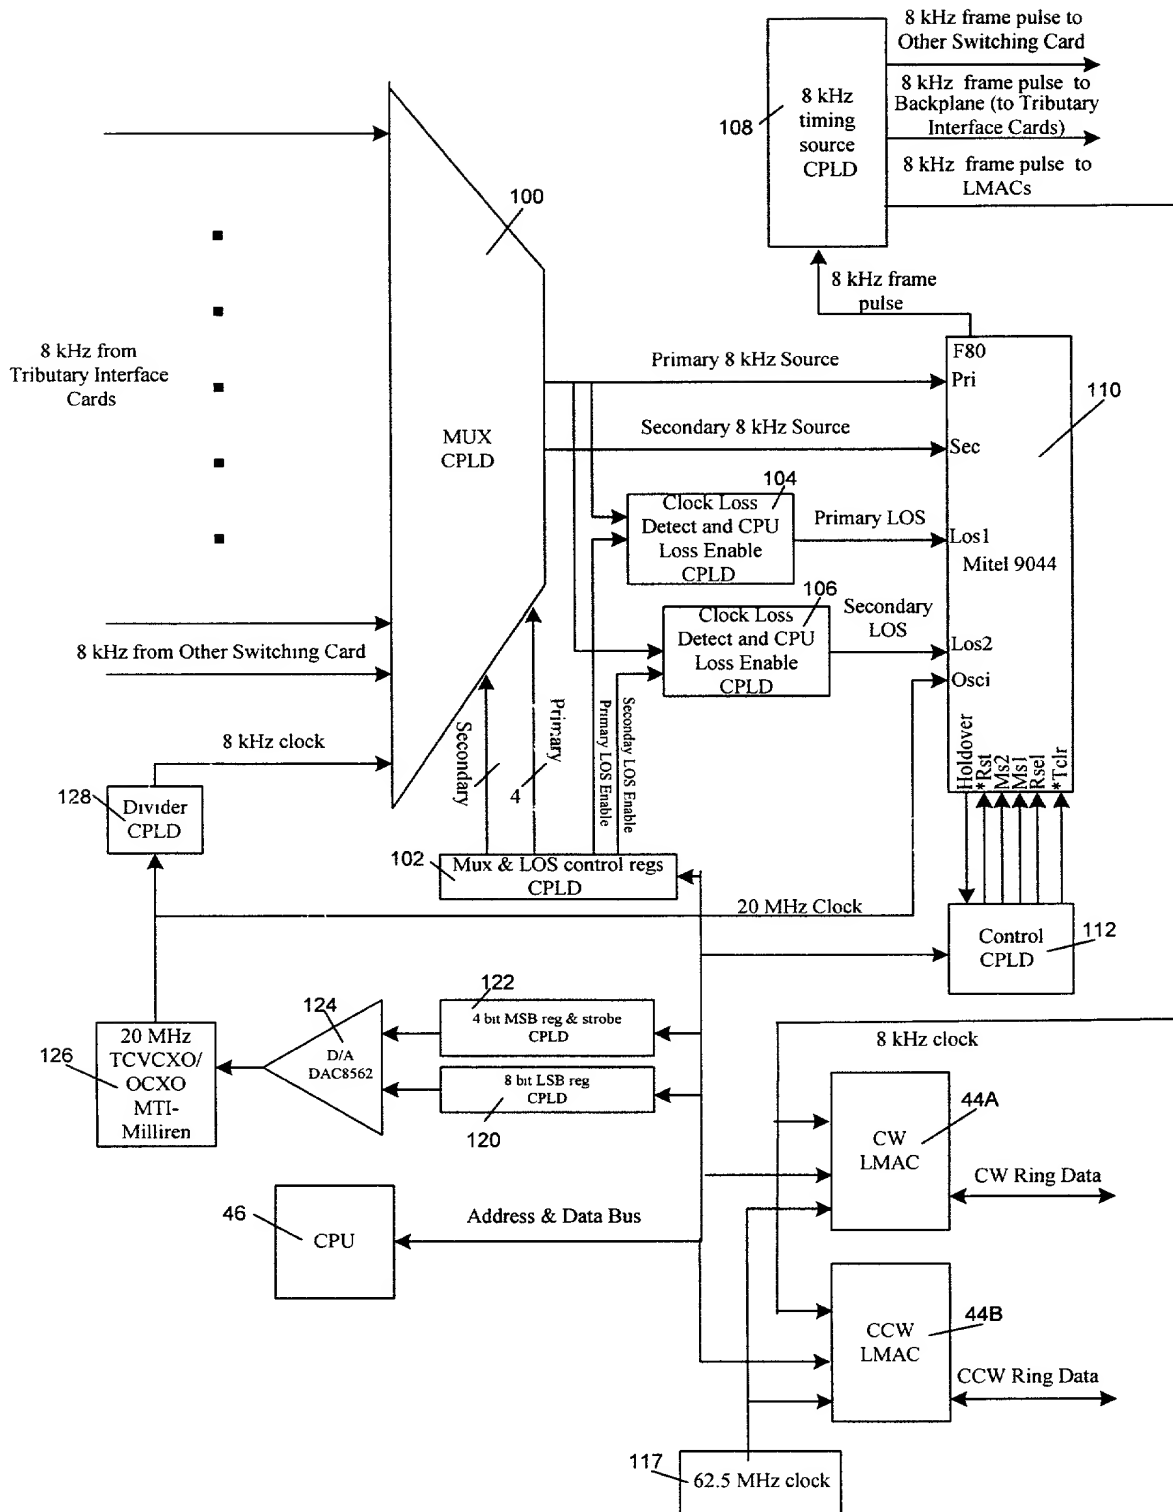 8 kHz frame pulse to
Other Switching Card
8 kHz frame pulse to
Backplane (to Tributary
Interface Cards)
8 kHz frame pulse to
LMACs
8 kHz
timing
source
CPLD
108
100
8 kHz frame
pulse
8 kHz from
Tributary Interface
Cards
MUX
CPLD
Primary 8 kHz Source
Secondary 8 kHz Source
F80
Pri
Sec
Los1
Mitel 9044
Los2
Osci
110
Holdover
*Rst
Ms2
Ms1
Rsel
*Tclr
104
Clock Loss
Detect and CPU
Loss Enable
CPLD
Primary LOS
106
Clock Loss
Detect and CPU
Loss Enable
CPLD
Secondary
LOS
8 kHz from Other Switching Card
8 kHz clock
Secondary
Primary
4
Primary LOS Enable
Seconday LOS Enable
128
Divider
CPLD
102
Mux & LOS control regs
CPLD
20 MHz Clock
Control
CPLD
112
122
4 bit MSB reg & strobe
CPLD
124
D/A
DAC8562
8 bit LSB reg
CPLD
120
126
20 MHz
TCVCXO/
OCXO
MTI-
Milliren
8 kHz clock
CW
LMAC
44A
CW Ring Data
46
CPU
Address & Data Bus
CCW
LMAC
44B
CCW Ring Data
117
62.5 MHz clock